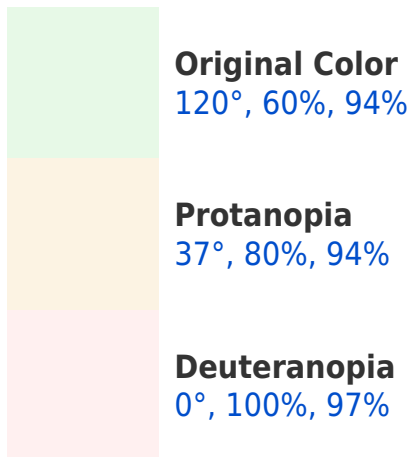 Original Color
120°, 60%, 94%
Protanopia
37°, 80%, 94%
Deuteranopia
0°, 100%, 97%